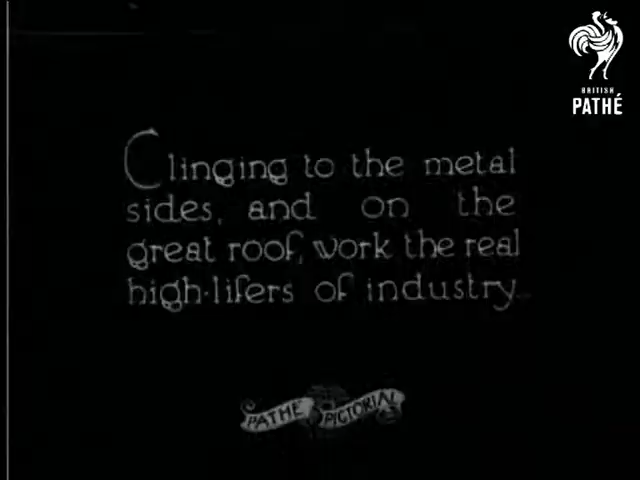 BRITISH
PATHÉ
Clinging to the metal
sides, and on the
great roof, work the real
high-lifers of industry.
PATHÉ PICTORIAL